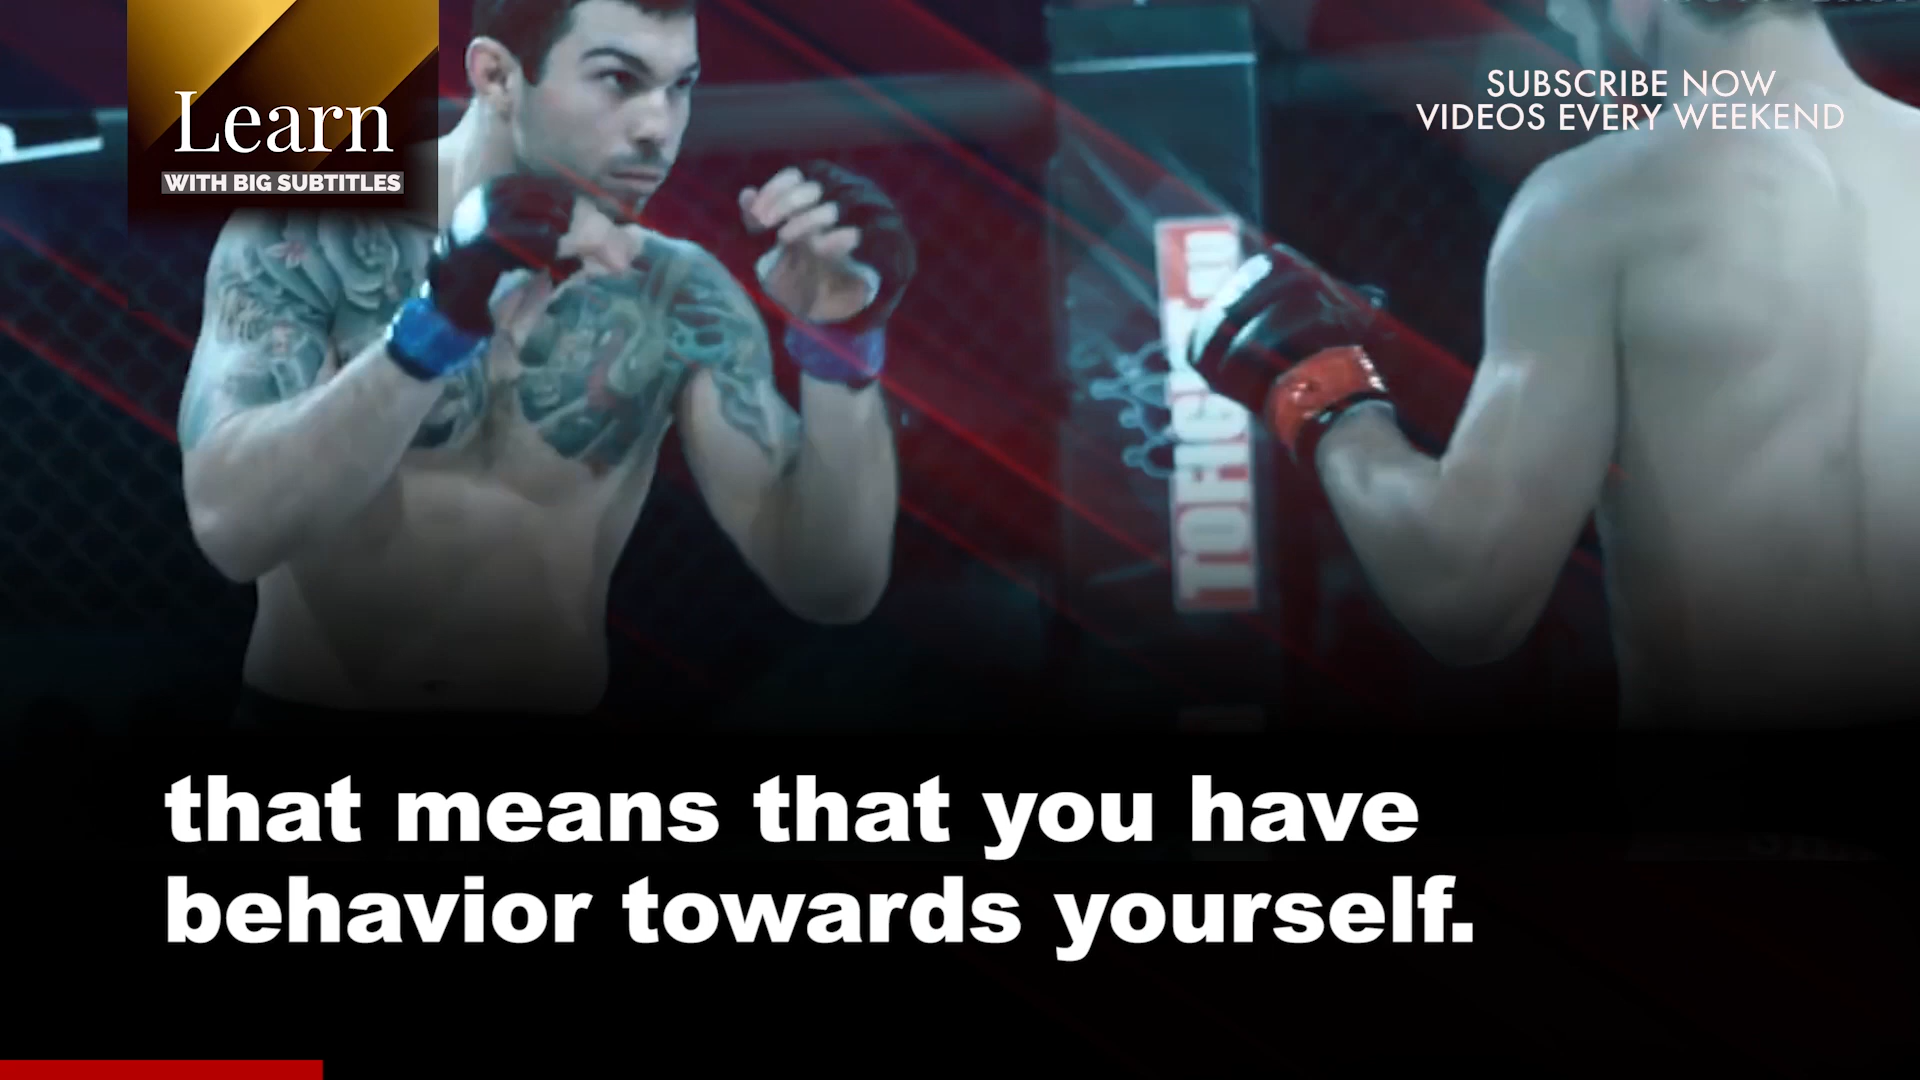 Learn
WITH BIG SUBTITLES
SUBSCRIBE NOW
VIDEOS EVERY WEEKEND
that means that you have
behavior towards yourself.